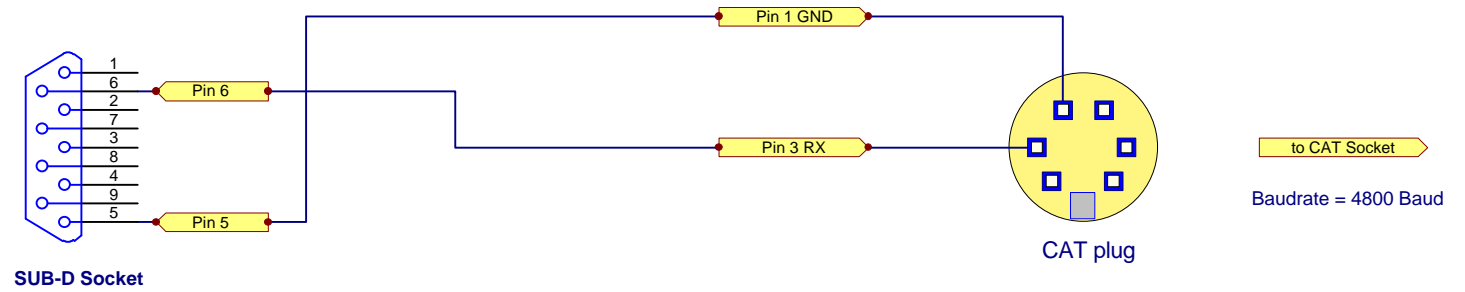 Pin 1 GND
1
6
Pin 6
2
7
3
Pin 3 RX
to CAT Socket
8
4
9
Baudrate = 4800 Baud
5
Pin 5
CAT plug
SUB-D Socket